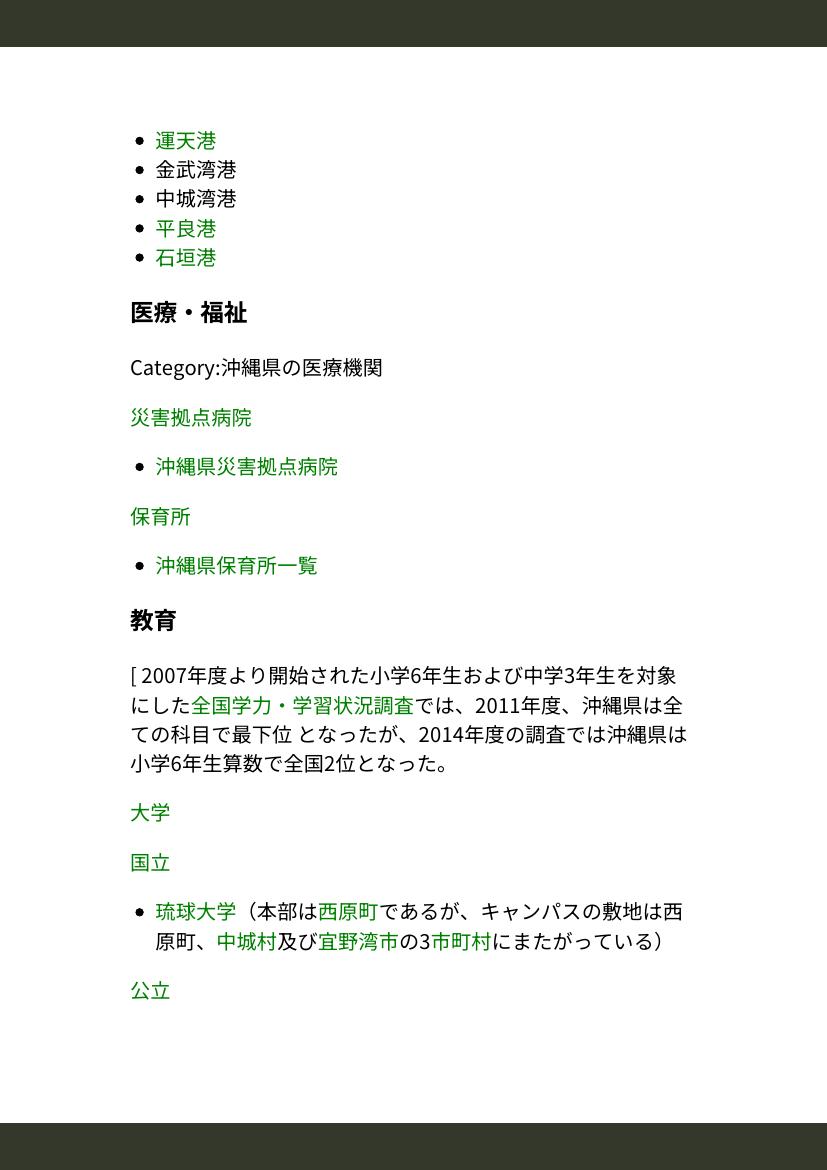 運天港
金武湾港
中城湾港
平良港
石垣港
医療・福祉
Category:沖縄県の医療機関
災害拠点病院
沖縄県災害拠点病院
保育所
沖縄県保育所一覧
教育
[ 2007年度より開始された小学6年生および中学3年生を対象
にした全国学力・学習状況調査では、2011年度、沖縄県は全
ての科目で最下位 となったが、2014年度の調査では沖縄県は
小学6年生算数で全国2位となった。
大学
国立
琉球大学（本部は西原町であるが、キャンパスの敷地は西
原町、中城村及び宜野湾市の3市町村にまたがっている）
公立